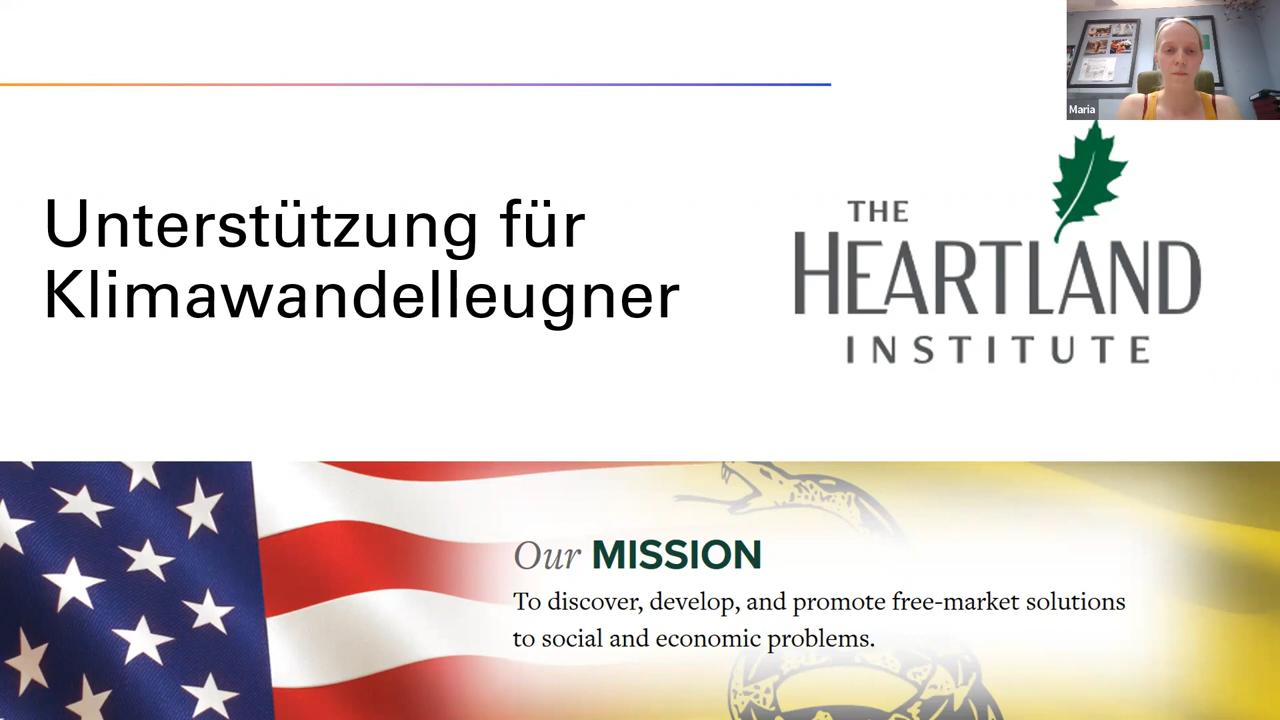 Maria
Unterstützung für
Klimawandelleugner
THE
HEARTLAND
INSTITUTE
Our MISSION
To discover, develop, and promote free-market solutions
to social and economic problems.